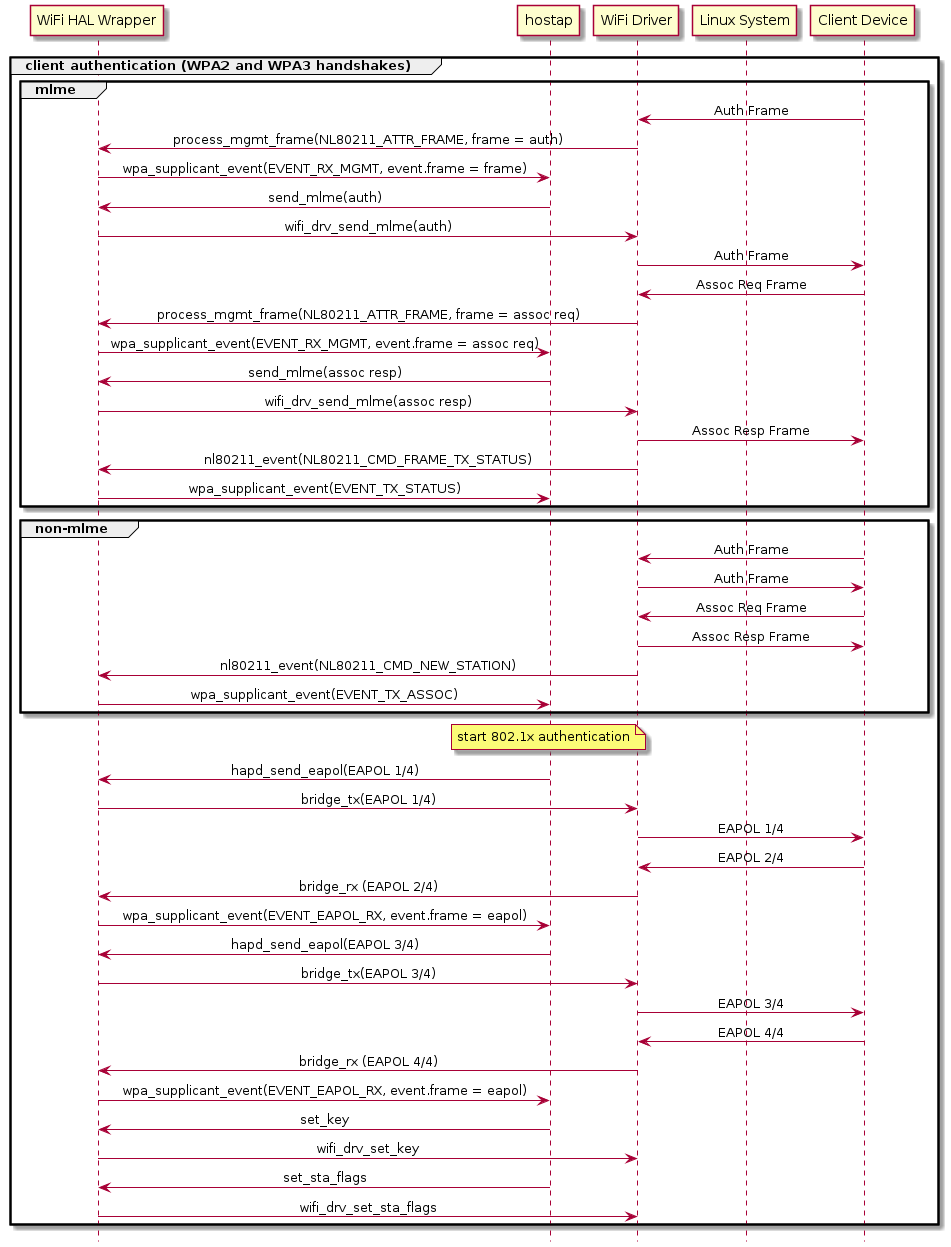 WiFi HAL Wrapper
hostap
WiFi Driver
Linux System
Client Device
client authentication (WPA2 and WPA3 handshakes)
mlme
Auth Frame
process_mgmt_frame(NL80211_ATTR_FRAME, frame = auth)
wpa_supplicant_event(EVENT_RX_MGMT, event.frame = frame)
send_mlme(auth)
wifi_drv_send_mlme(auth)
Auth Frame
Assoc Req Frame
process_mgmt_frame(NL80211_ATTR_FRAME, frame = assoc req)
wpa_supplicant_event(EVENT_RX_MGMT, event.frame = assoc req)
send_mlme(assoc resp)
wifi_drv_send_mlme(assoc resp)
Assoc Resp Frame
nl80211_event(NL80211_CMD_FRAME_TX_STATUS)
wpa_supplicant_event(EVENT_TX_STATUS)
non-mlme
Auth Frame
Auth Frame
Assoc Req Frame
Assoc Resp Frame
nl80211_event(NL80211_CMD_NEW_STATION)
wpa_supplicant_event(EVENT_TX_ASSOC)
start 802.1x authentication
hapd_send_eapol(EAPOL 1/4)
bridge_tx(EAPOL 1/4)
EAPOL 1/4
EAPOL 2/4
bridge_rx (EAPOL 2/4)
wpa_supplicant_event(EVENT_EAPOL_RX, event.frame = eapol)
hapd_send_eapol(EAPOL 3/4)
bridge_tx(EAPOL 3/4)
EAPOL 3/4
EAPOL 4/4
bridge_rx (EAPOL 4/4)
wpa_supplicant_event(EVENT_EAPOL_RX, event.frame = eapol)
set_key
wifi_drv_set_key
set_sta_flags
wifi_drv_set_sta_flags